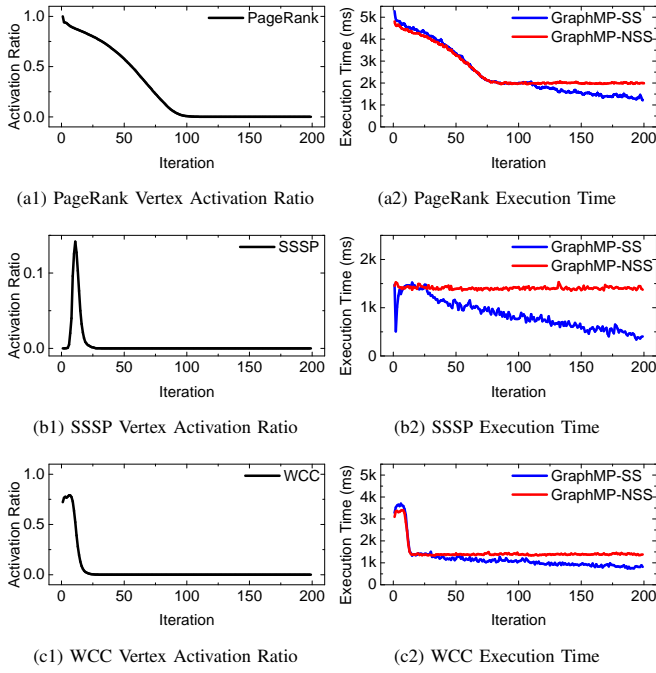 1.0
0.5
0.0
Activation Ratio
PageRank
0 50 100 150 200
Iteration
(a1) PageRank Vertex Activation Ratio
5k
4k
3k
2k
1k
0
Execution Time (ms)
GraphMP-SS
GraphMP-NSS
0 50 100 150 200
Iteration
(a2) PageRank Execution Time
0.1
0.0
Activation Ratio
SSSP
0 50 100 150 200
Iteration
(b1) SSSP Vertex Activation Ratio
2k
1k
0
Execution Time (ms)
GraphMP-SS
GraphMP-NSS
0 50 100 150 200
Iteration
(b2) SSSP Execution Time
1.0
0.5
0.0
Activation Ratio
WCC
0 50 100 150 200
Iteration
(c1) WCC Vertex Activation Ratio
5k
4k
3k
2k
1k
0
Execution Time (ms)
GraphMP-SS
GraphMP-NSS
0 50 100 150 200
Iteration
(c2) WCC Execution Time